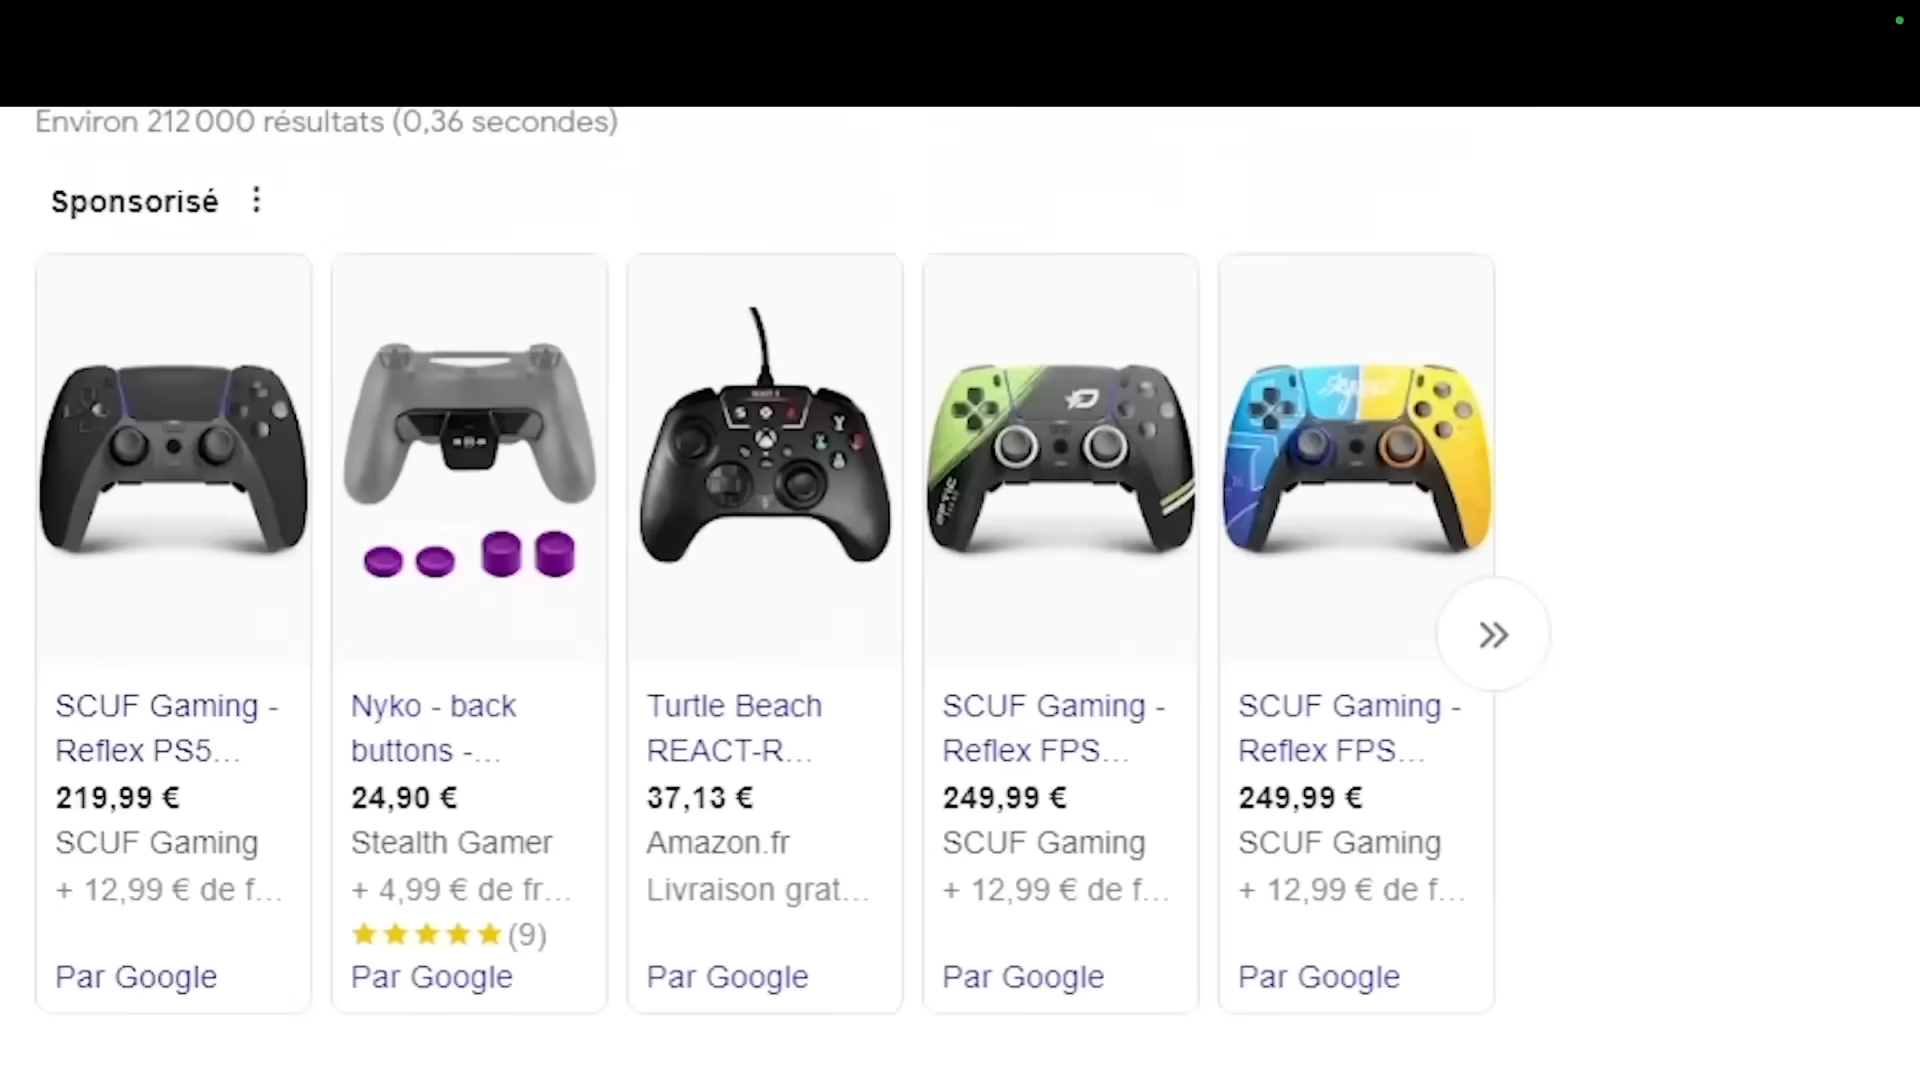 Environ 212 000 résultats (0,36 secondes)
Sponsorisé
SCUF Gaming -
Reflex PS5...
219,99 €
SCUF Gaming
+ 12,99 € de f...
Par Google
Nyko - back
buttons -...
24,90 €
Stealth Gamer
+ 4,99 € de fr...
(9)
Par Google
Turtle Beach
REACT-R...
37,13 €
Amazon.fr
Livraison grat...
Par Google
SCUF Gaming -
Reflex FPS...
249,99 €
SCUF Gaming
+ 12,99 € de f...
Par Google
SCUF Gaming -
Reflex FPS...
249,99 €
SCUF Gaming
+ 12,99 € de f...
Par Google